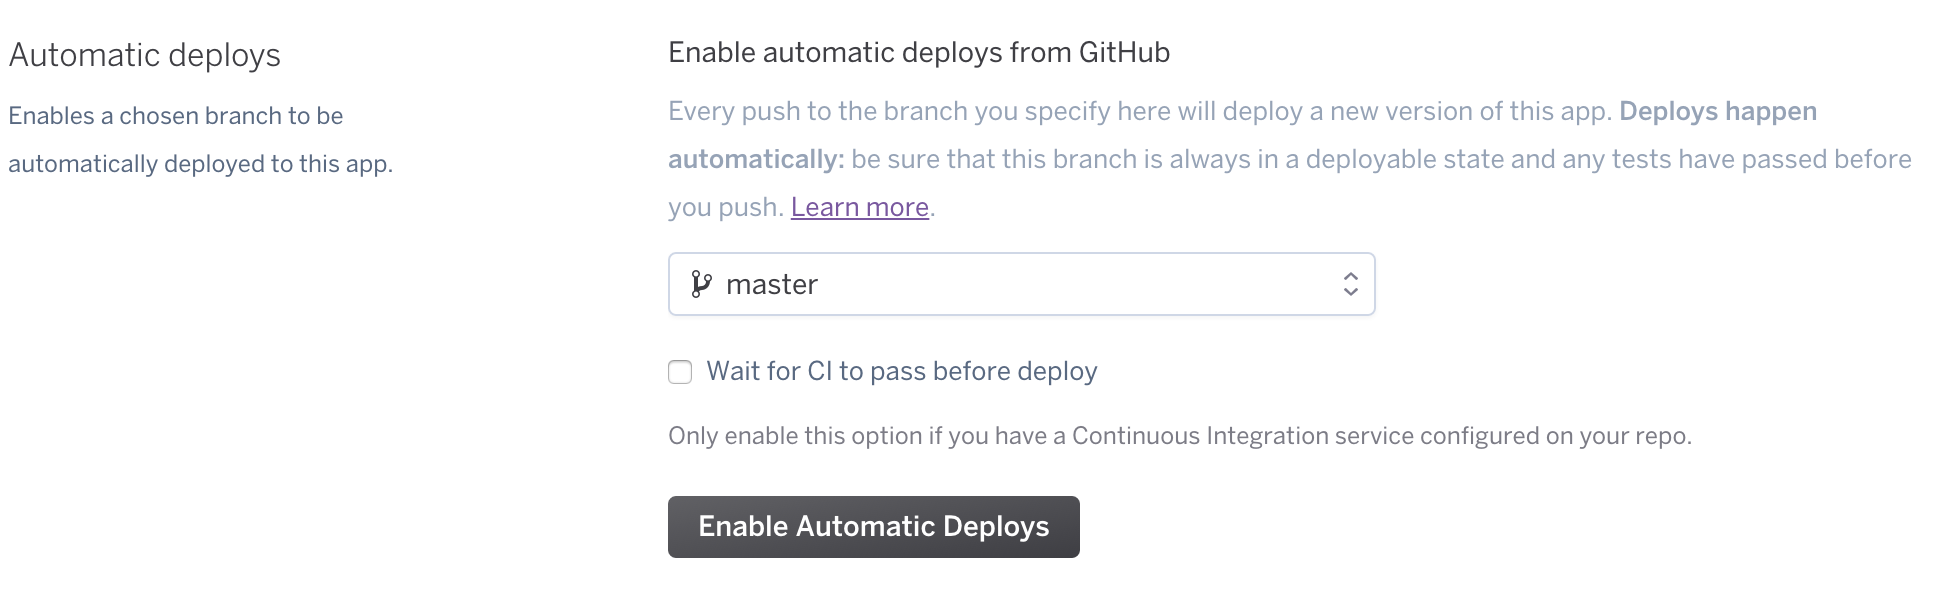 Automatic deploys
Enables a chosen branch to be
automatically deployed to this app.
Enable automatic deploys from GitHub
Every push to the branch you specify here will deploy a new version of this app. Deploys happen
automatically: be sure that this branch is always in a deployable state and any tests have passed before
you push. Learn more.
master
Wait for CI to pass before deploy
Only enable this option if you have a Continuous Integration service configured on your repo.
Enable Automatic Deploys